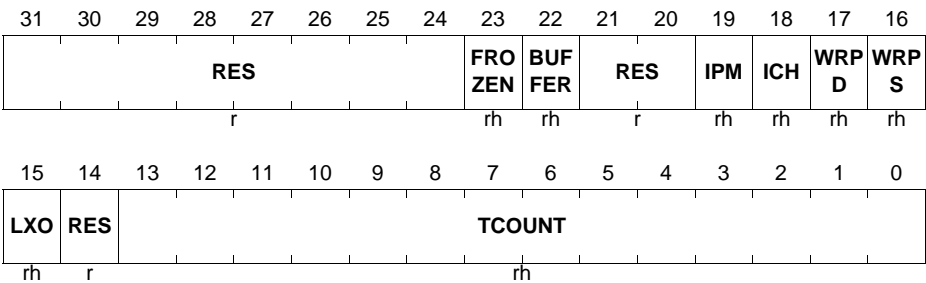 31 30 29 28 27 26 25 24 23 22 21 20 19 18 17 16
RES FRO ZEN BUF FER RES IPM ICH WRP D WRP S
r rh rh r rh rh rh rh
15 14 13 12 11 10 9 8 7 6 5 4 3 2 1 0
LXO RES TCOUNT
rh r rh